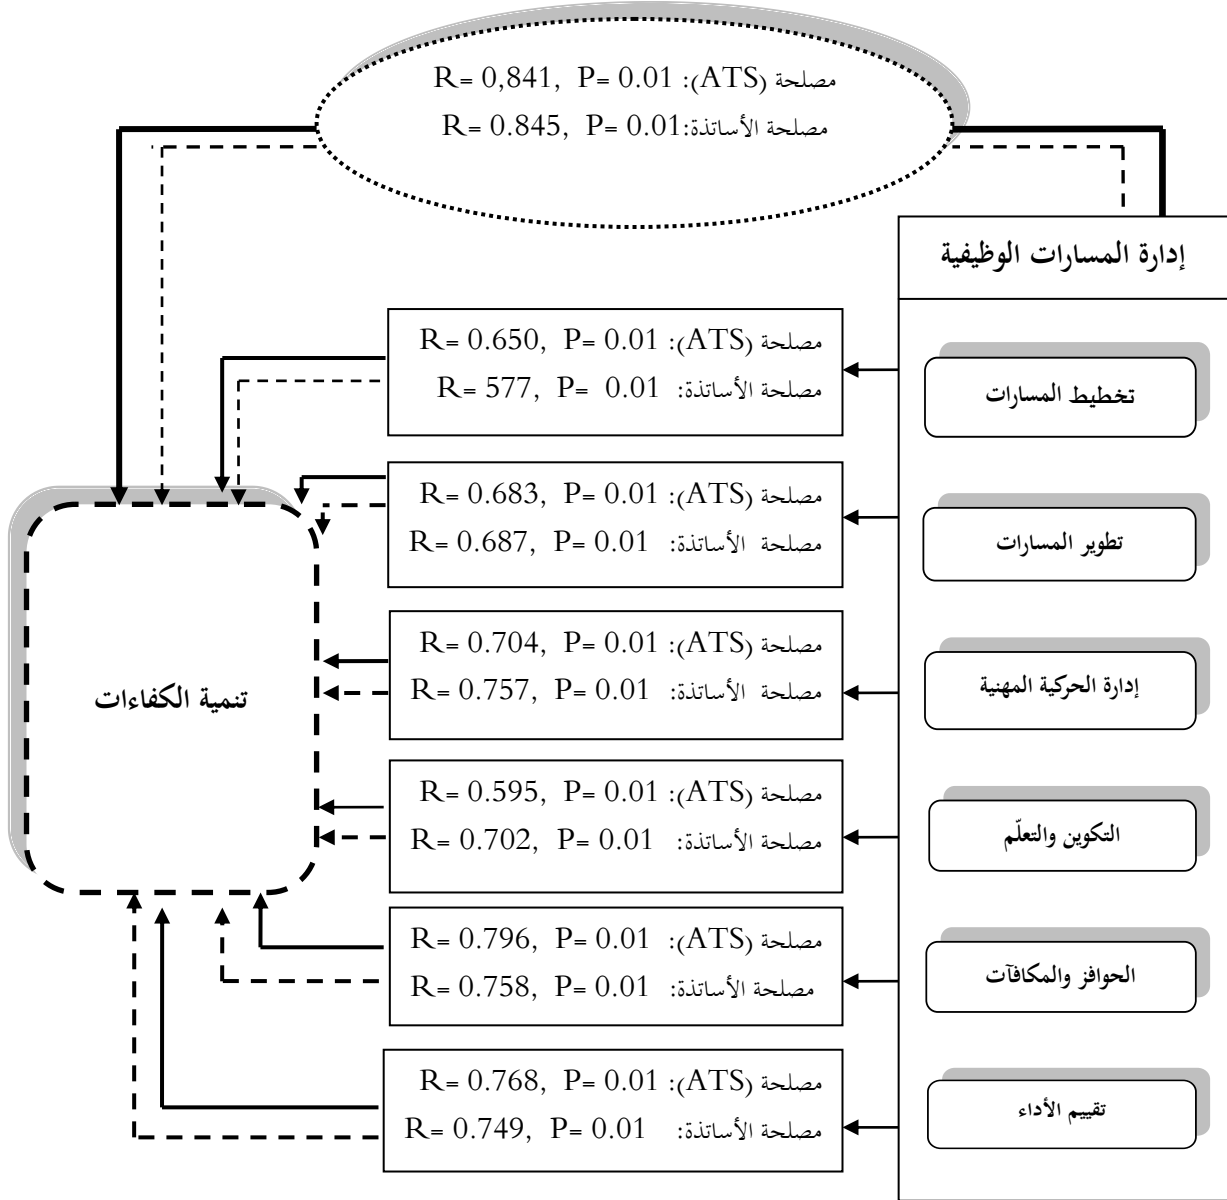 مصلحة (ATS): R= 0,841, P= 0.01
مصلحة الأساتذة: R= 0.845, P= 0.01
إدارة المسارات الوظيفية
مصلحة (ATS): R= 0.650, P= 0.01
مصلحة الأساتذة: R= 577, P= 0.01
تخطيط المسارات
مصلحة (ATS): R= 0.683, P= 0.01
مصلحة الأساتذة: R= 0.687, P= 0.01
تطوير المسارات
مصلحة (ATS): R= 0.704, P= 0.01
مصلحة الأساتذة: R= 0.757, P= 0.01
إدارة الحركية المهنية
تنمية الكفاءات
مصلحة (ATS): R= 0.595, P= 0.01
مصلحة الأساتذة: R= 0.702, P= 0.01
التكوين والتعلّم
مصلحة (ATS): R= 0.796, P= 0.01
مصلحة الأساتذة: R= 0.758, P= 0.01
الحوافز والمكافآت
مصلحة (ATS): R= 0.768, P= 0.01
مصلحة الأساتذة: R= 0.749, P= 0.01
تقييم الأداء